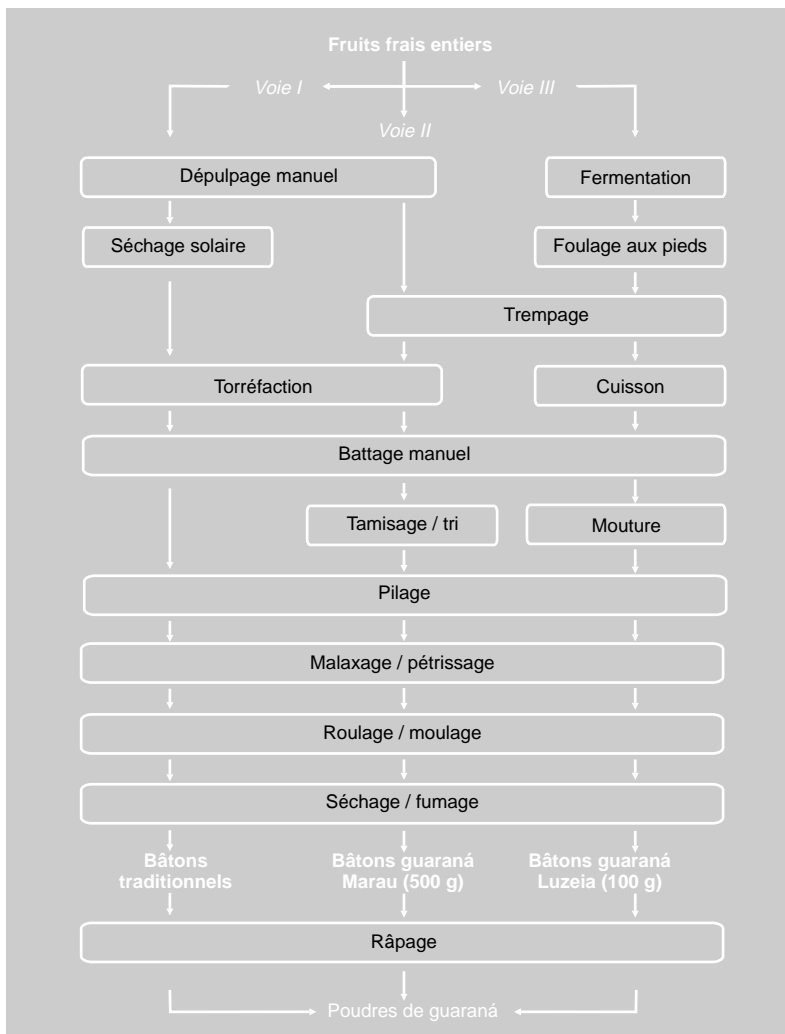 Fruits frais entiers
Voie I
Voie III
Voie II
Dépulpage manuel
Fermentation
Séchage solaire
Foulage aux pieds
Trempage
Torréfaction
Cuisson
Battage manuel
Tamisage / tri
Mouture
Pilage
Malaxage / pétrissage
Roulage / moulage
Séchage / fumage
Bâtons
traditionnels
Bâtons guaraná
Marau (500 g)
Bâtons guaraná
Luzeia (100 g)
Râpage
Poudres de guaraná